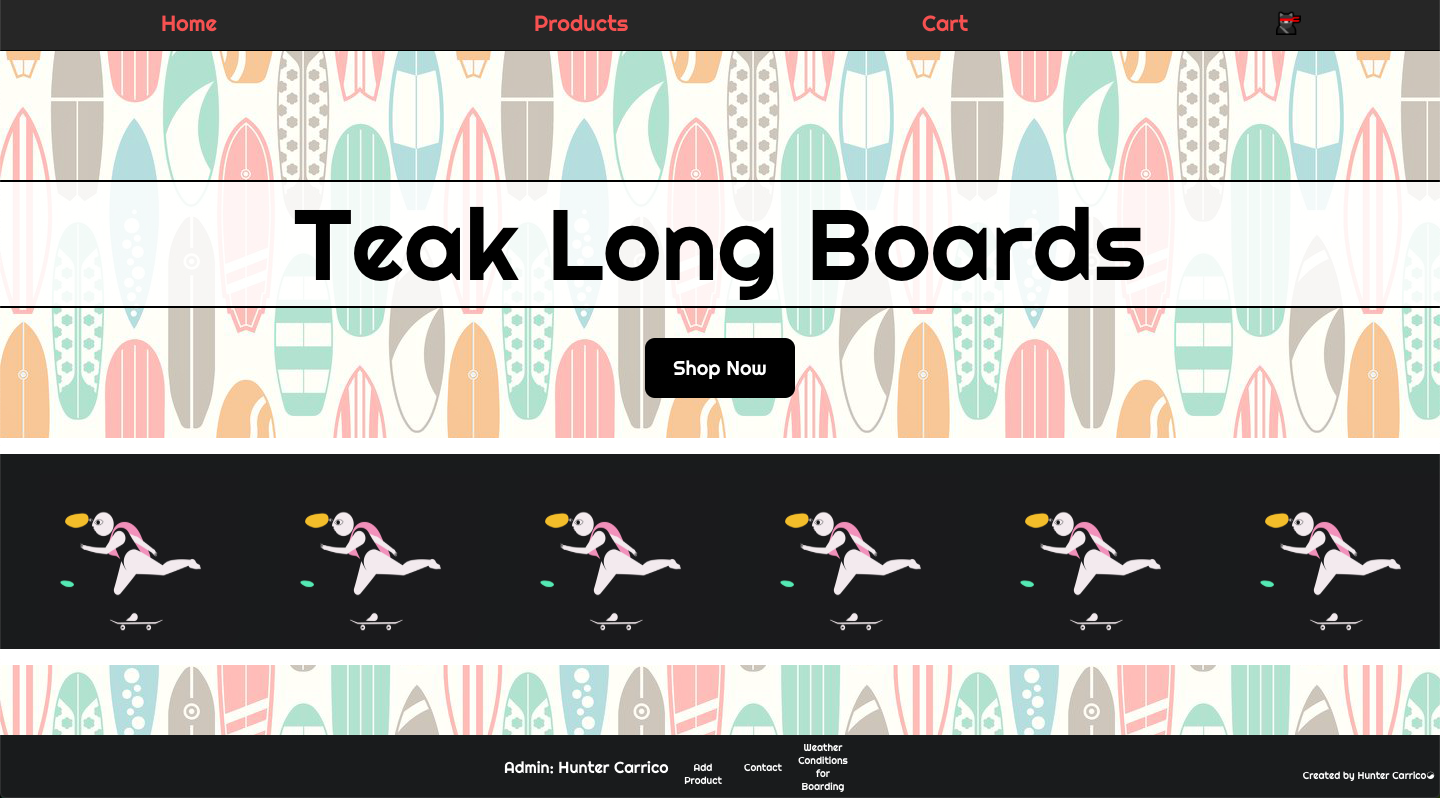 Home Products Cart
Teak Long Boards
Shop Now
Admin: Hunter Carrico
Add
Product
Contact
Weather
Conditions
for
Boarding
Created by Hunter Carrico